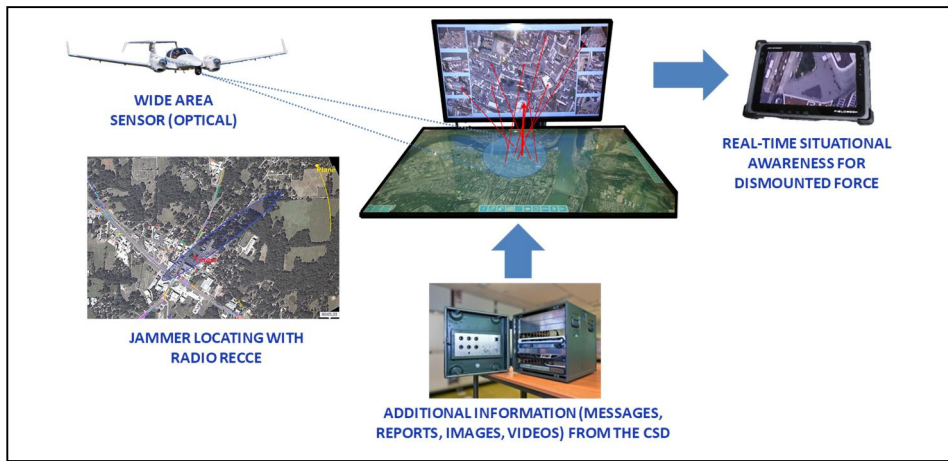 WIDE AREA
SENSOR (OPTICAL)
REAL-TIME SITUATIONAL
AWARENESS FOR
DISMOUNTED FORCE
JAMMER LOCATING WITH
RADIO RECCE
ADDITIONAL INFORMATION (MESSAGES,
REPORTS, IMAGES, VIDEOS) FROM THE CSD